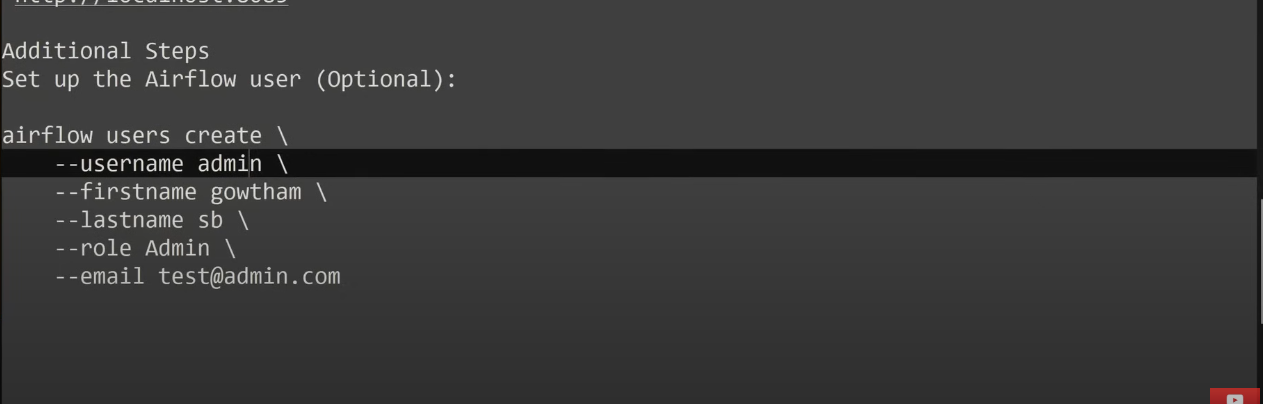 Additional Steps
Set up the Airflow user (Optional):
airflow users create \
--username admin \
--firstname gowtham \
--lastname sb \
--role Admin \
--email test@admin.com